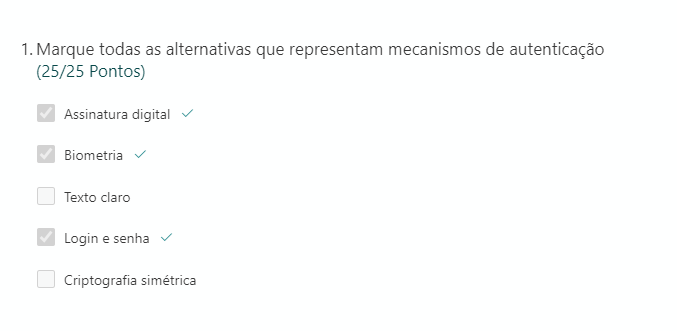 1. Marque todas as alternativas que representam mecanismos de autenticação
(25/25 Pontos)
Assinatura digital
Biometria
Texto claro
Login e senha
Criptografia simétrica